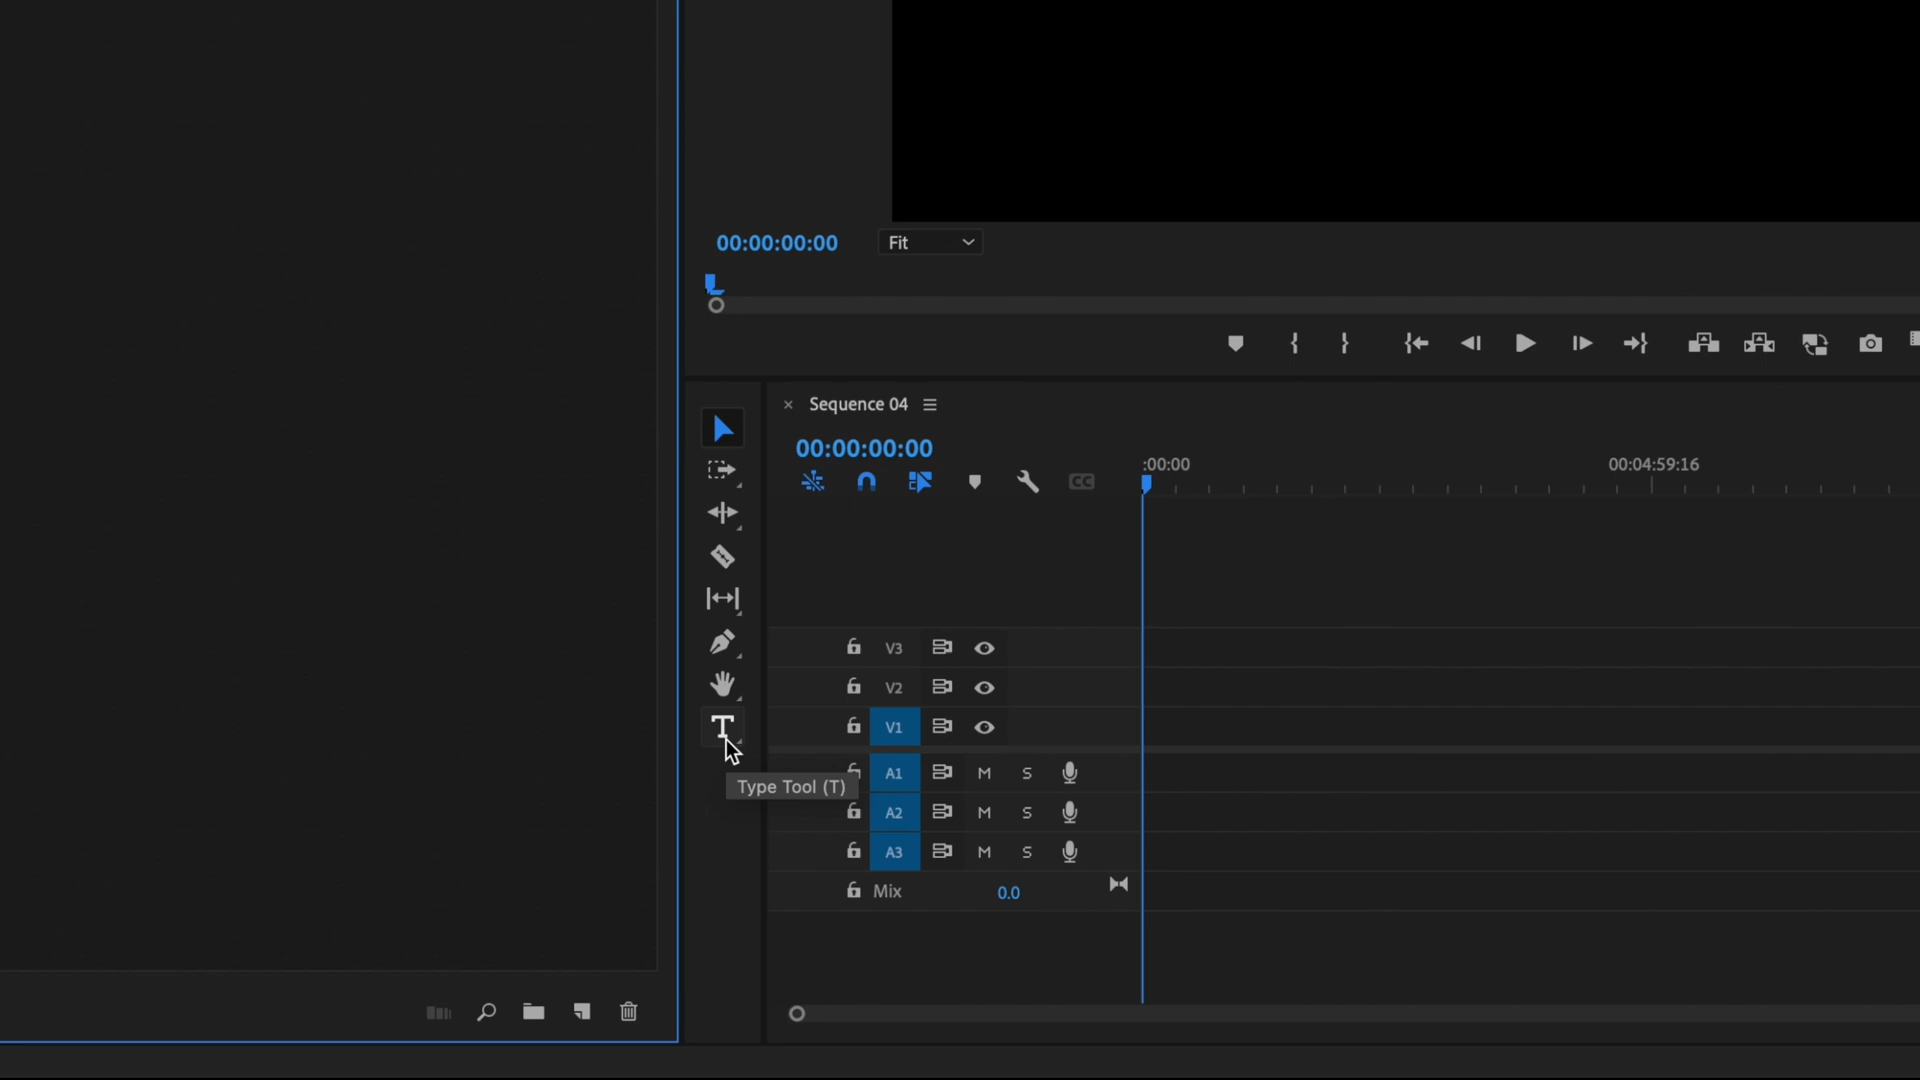 00:00:00:00 Fit
Sequence 04
00:00:00:00
:00:00 00:04:59:16
CC
V3
V2
T V1
A1 M S
Type Tool (T)
A2 M S
A3 M S
Mix 0.0